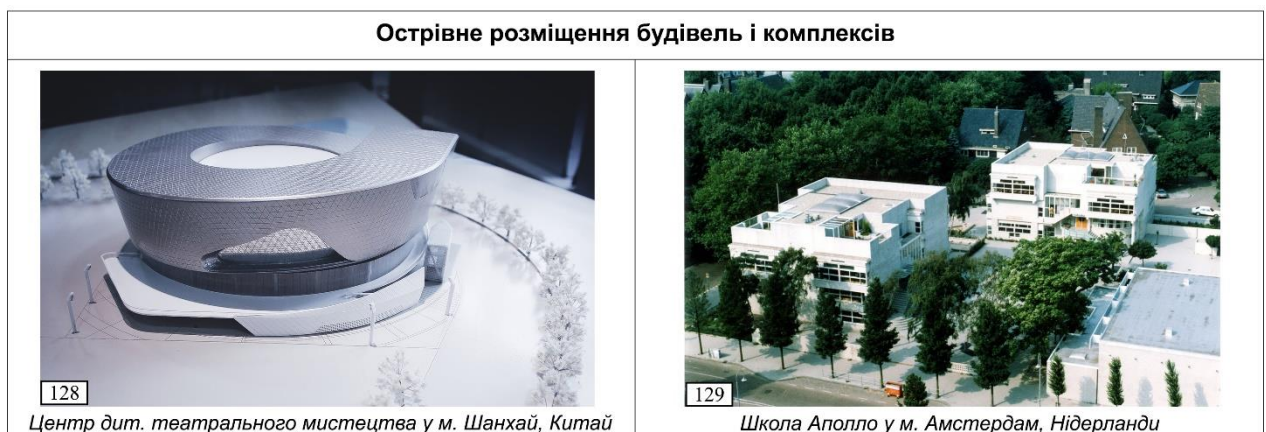 Острівне розміщення будівель і комплексів
128
129
Центр дит. театрального мистецтва у м. Шанхай, Китай
Школа Аполло у м. Амстердам, Нідерланди